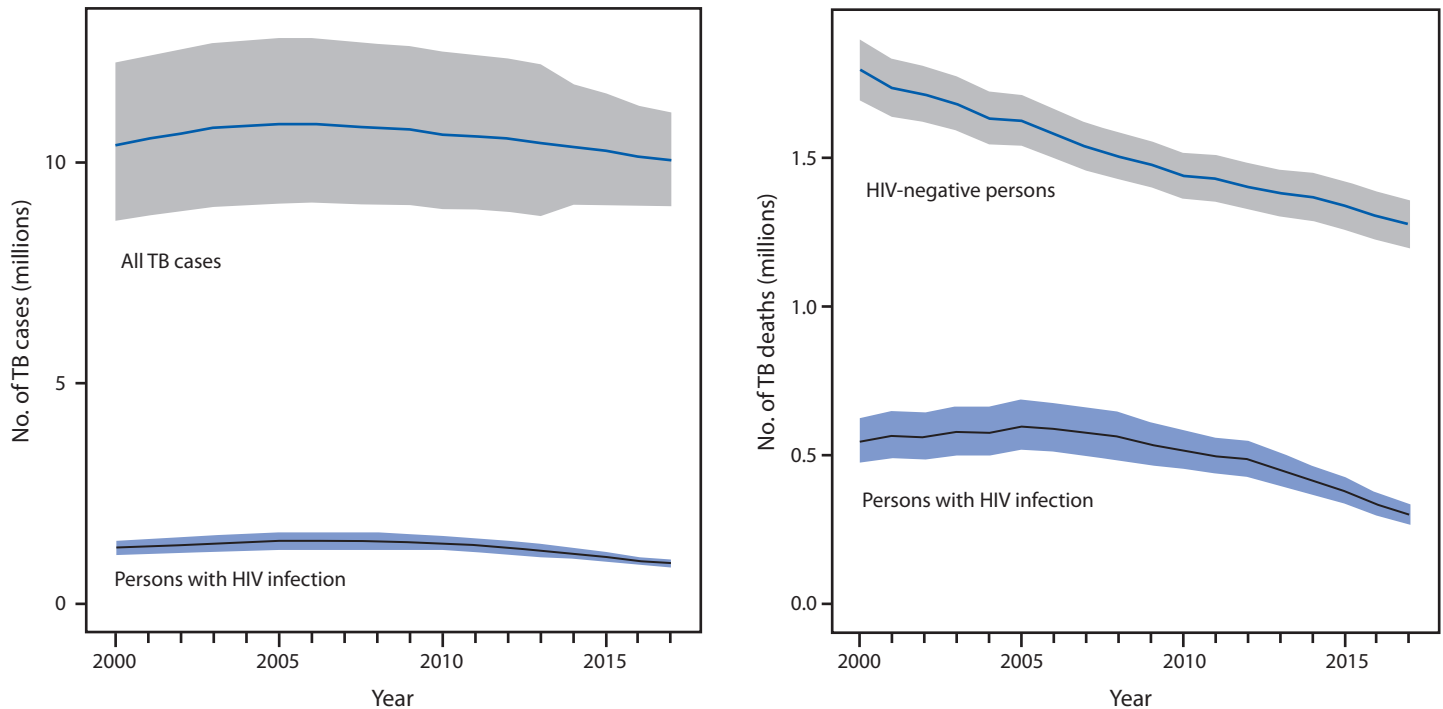 No. of TB cases (millions)
10
5
0
All TB cases
Persons with HIV infection
2000
2005
2010
2015
Year
No. of TB deaths (millions)
1.5
1.0
0.5
0.0
HIV-negative persons
Persons with HIV infection
2000
2005
2010
2015
Year